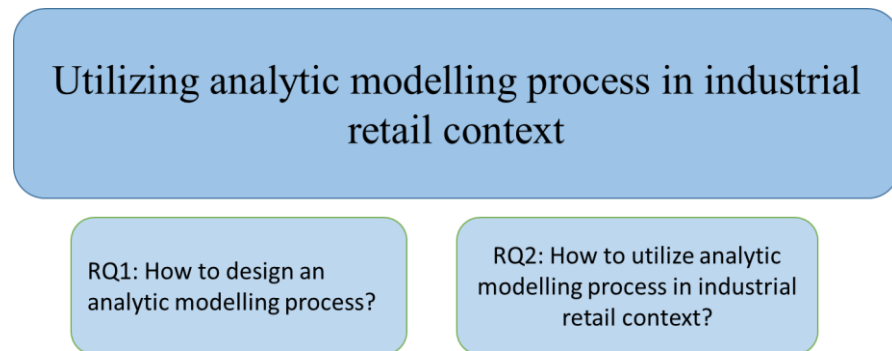 Utilizing analytic modelling process in industrial
retail context
RQ1: How to design an
analytic modelling process?
RQ2: How to utilize analytic
modelling process in industrial
retail context?